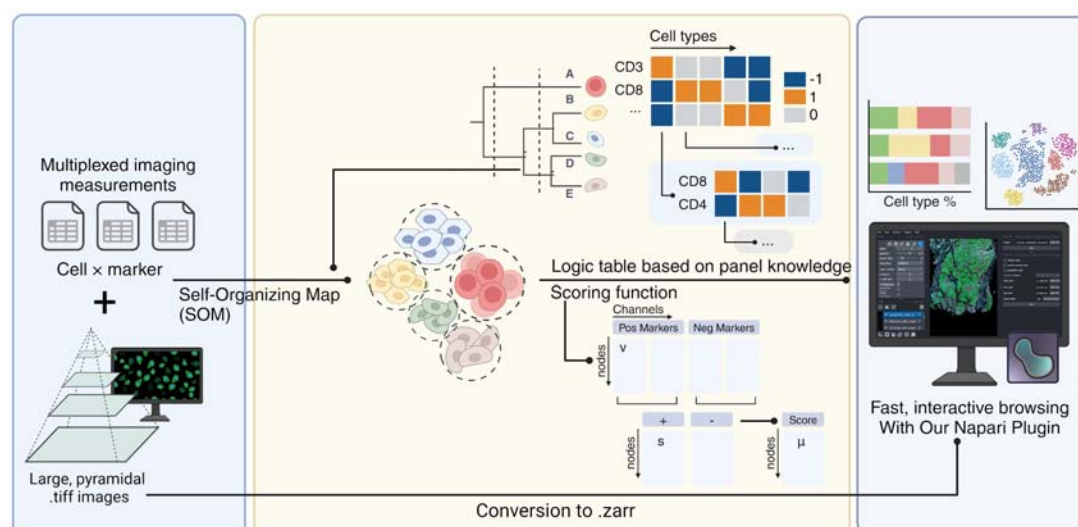 Multiplexed imaging
measurements
Cell × marker
+
Large, pyramidal
.tiff images
Self-Organizing Map
(SOM)
A
B
C
D
E
Cell types
CD3
CD8
...
-1
1
0
...
CD8
CD4
...
Logic table based on panel knowledge
Scoring function
Channels
Pos Markers Neg Markers
nodes
v
+ - Score
nodes
s
nodes
μ
Conversion to .zarr
Cell type %
Fast, interactive browsing
With Our Napari Plugin